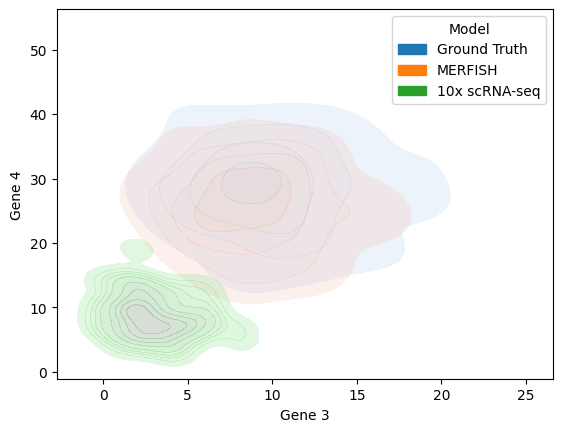 Model
Ground Truth
MERFISH
10x scRNA-seq
50
40
30
20
10
0
Gene 4
0 5 10 15 20 25
Gene 3